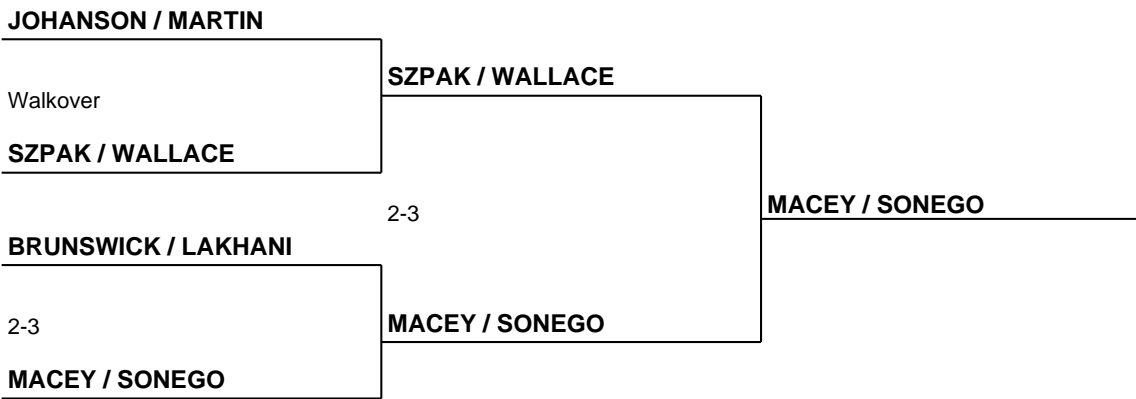 JOHANSON / MARTIN
SZPAK / WALLACE
Walkover
SZPAK / WALLACE
MACEY / SONEGO
2-3
BRUNSWICK / LAKHANI
2-3
MACEY / SONEGO
MACEY / SONEGO